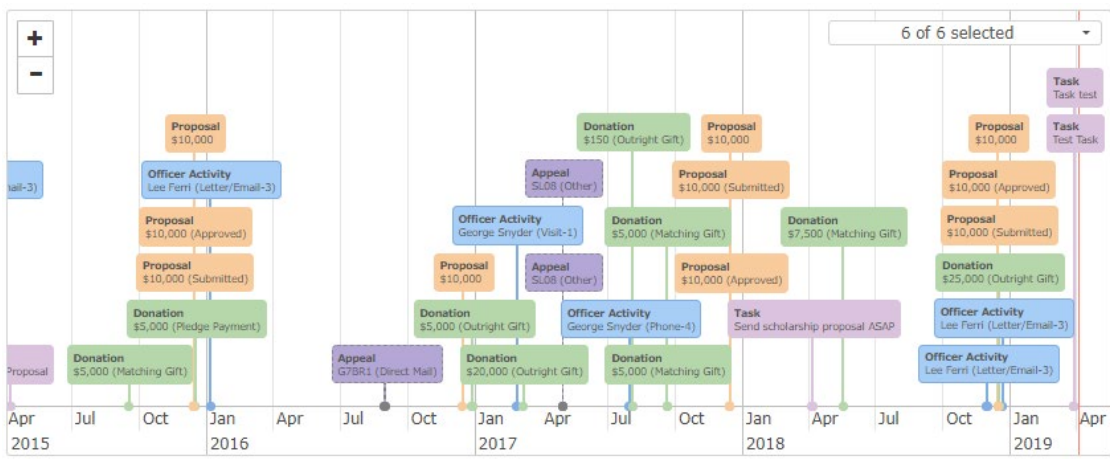 +
6 of 6 selected
-
Task
Task test
Proposal
$10,000
Donation
$150 (Outright Gift)
Proposal
$10,000
Proposal
$10,000
Task
Test Task
ail-3)
Officer Activity
Lee Ferri (Letter/Email-3)
Appeal
SL08 (Other)
Proposal
$10,000 (Submitted)
Proposal
$10,000 (Approved)
Proposal
$10,000 (Approved)
Officer Activity
George Snyder (Visit-1)
Donation
$5,000 (Matching Gift)
Donation
$7,500 (Matching Gift)
Proposal
$10,000 (Submitted)
Proposal
$10,000 (Submitted)
Proposal
$10,000
Appeal
SL08 (Other)
Proposal
$10,000 (Approved)
Donation
$25,000 (Outright Gift)
Donation
$5,000 (Pledge Payment)
Donation
$5,000 (Outright Gift)
Officer Activity
George Snyder (Phone-4)
Task
Send scholarship proposal ASAP
Officer Activity
Lee Ferri (Letter/Email-3)
Proposal
Donation
$5,000 (Matching Gift)
Appeal
G7BR1 (Direct Mail)
Donation
$20,000 (Outright Gift)
Donation
$5,000 (Matching Gift)
Officer Activity
Lee Ferri (Letter/Email-3)
Apr Jul Oct Jan Apr Jul Oct Jan Apr Jul Oct Jan Apr Jul Oct Jan Apr
2015 2016 2017 2018 2019